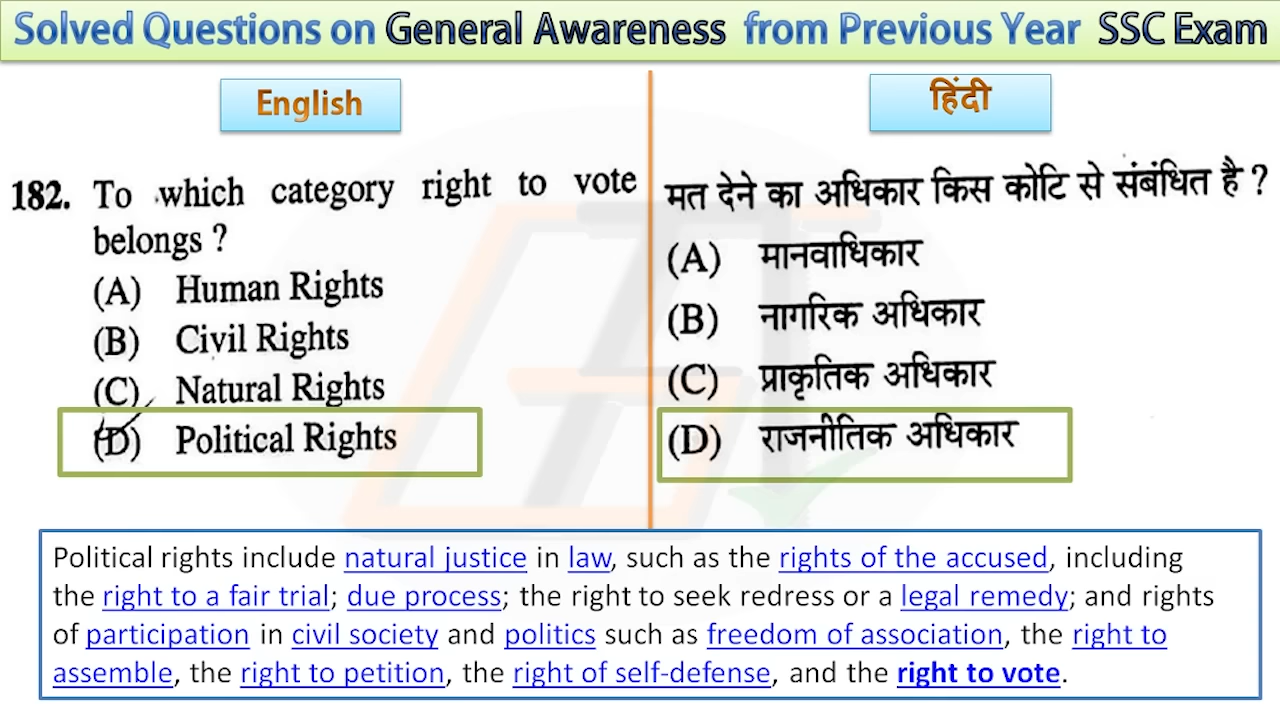 Solved Questions on General Awareness from Previous Year SSC Exam
English
182. To which category right to vote
belongs ?
(A) Human Rights
(B) Civil Rights
(C) Natural Rights
(D) Political Rights
हिंदी
मत देने का अधिकार किस कोटि से संबंधित है ?
(A) मानवाधिकार
(B) नागरिक अधिकार
(C) प्राकृतिक अधिकार
(D) राजनीतिक अधिकार
Political rights include natural justice in law, such as the rights of the accused, including
the right to a fair trial; due process; the right to seek redress or a legal remedy; and rights
of participation in civil society and politics such as freedom of association, the right to
assemble, the right to petition, the right of self-defense, and the right to vote.